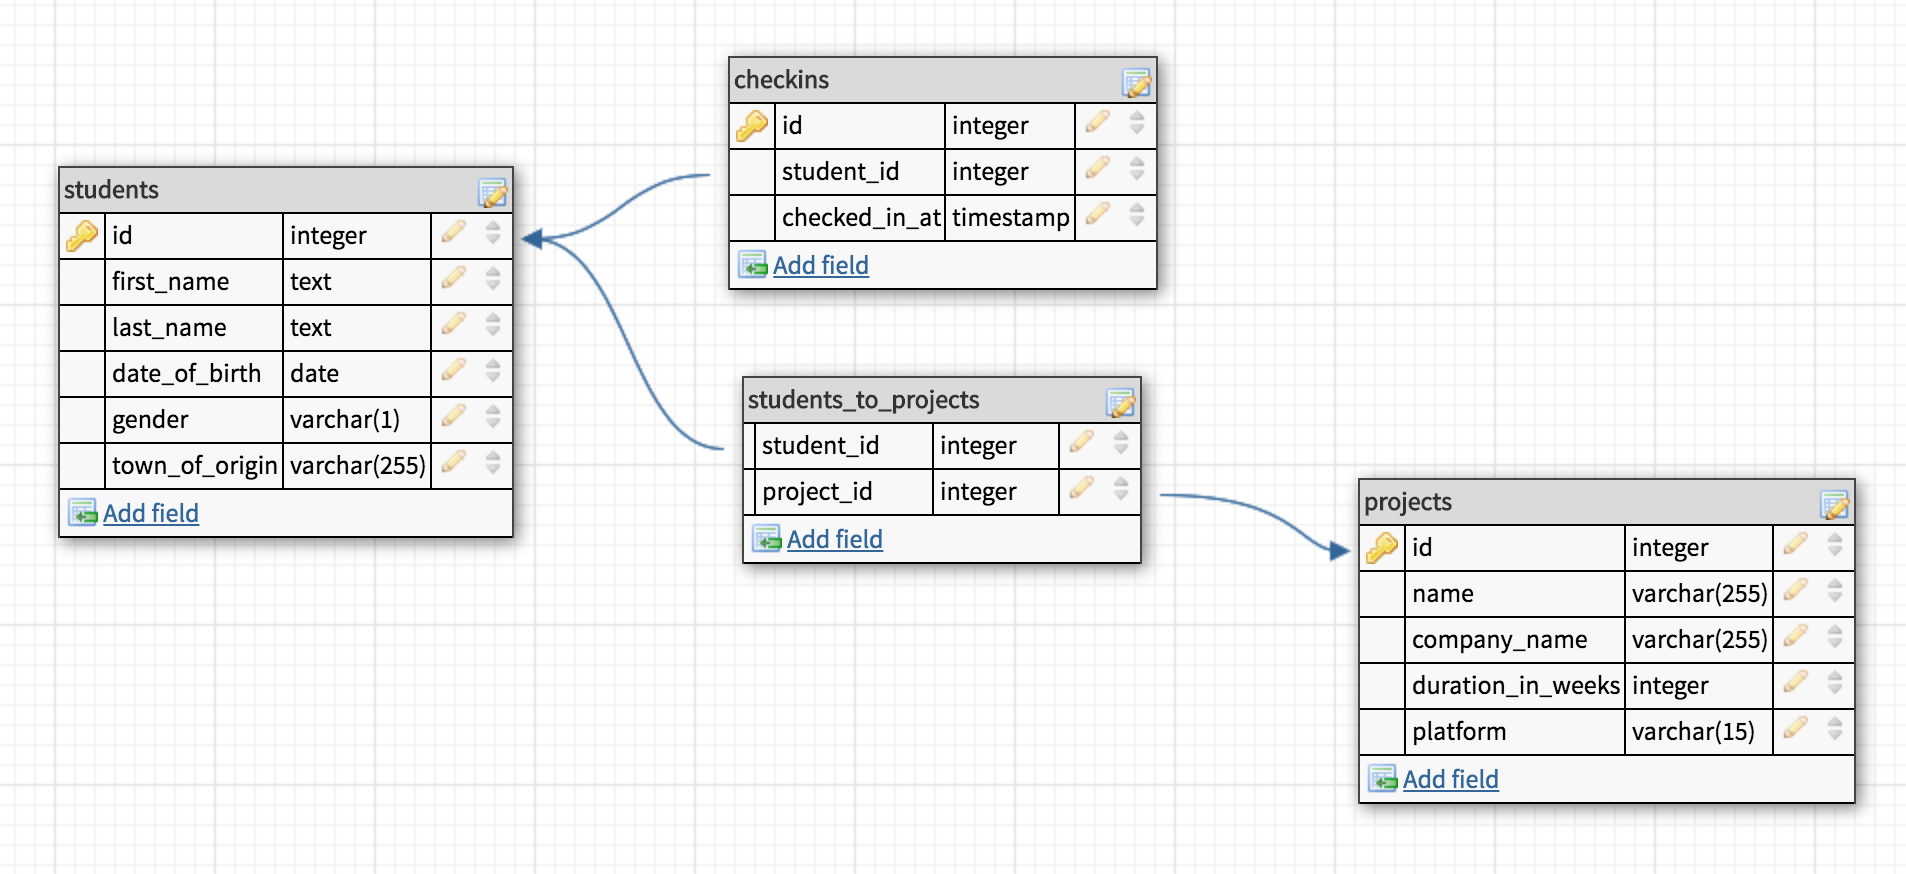 students
id integer
first_name text
last_name text
date_of_birth date
gender varchar(1)
town_of_origin varchar(255)
Add field
checkins
id integer
student_id integer
checked_in_at timestamp
Add field
students_to_projects
student_id integer
project_id integer
Add field
projects
id integer
name varchar(255)
company_name varchar(255)
duration_in_weeks integer
platform varchar(15)
Add field